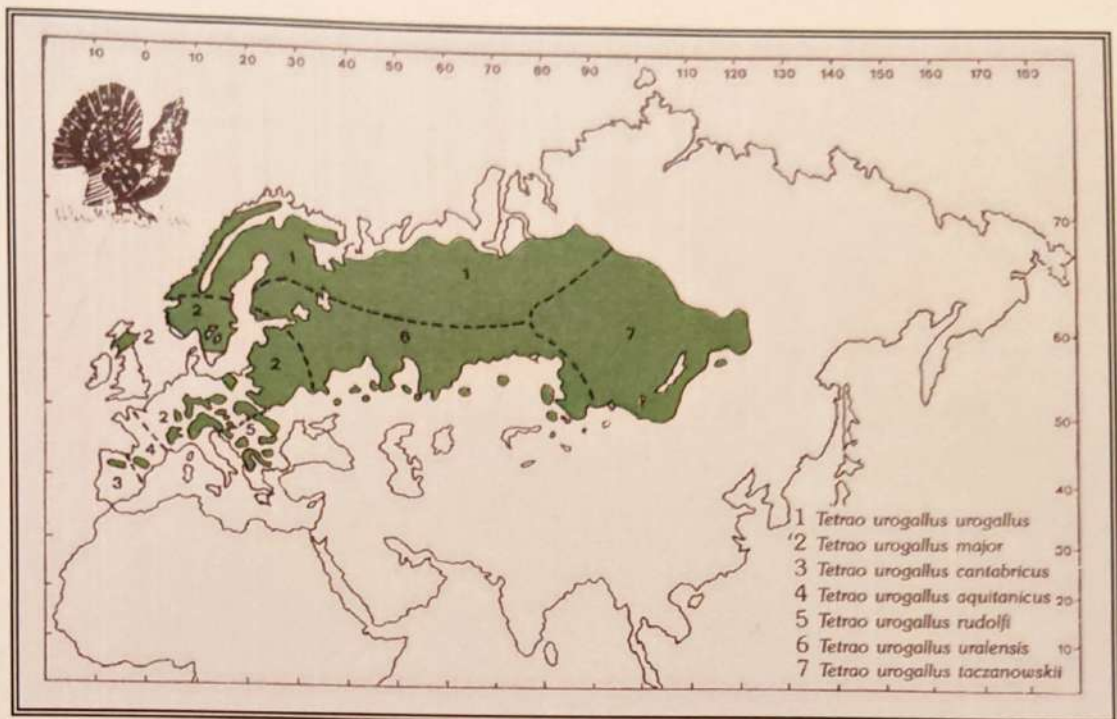 10 0 10 20 30 40 50 60 70 80 90 110 120 130 140 150 160 170 180
70
1
1
2
60
2
6
7
2
50
2
5
4
3
40
1 Tetrao urogallus urogallus
'2 Tetrao urogallus major 30
3 Tetrao urogallus cantabricus
4 Tetrao urogallus aquitanicus 20
5 Tetrao urogallus rudolfi
6 Tetrao urogallus uralensis 10
7 Tetrao urogallus taczanowskii